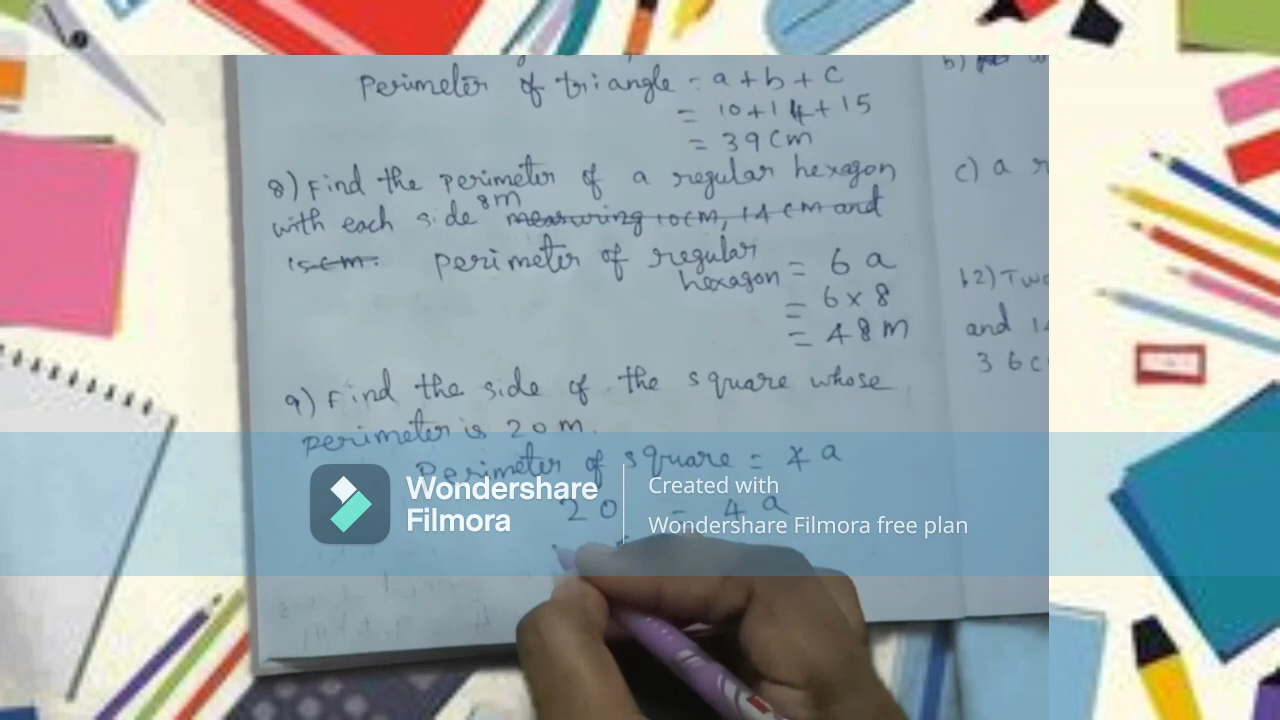 Perimeter of triangle = a + b + c
= 10 + 14 + 15
= 39 cm
8) Find the perimeter of a regular hexagon
with each side 8m measuring 10cm, 14cm and
15cm.
perimeter of regular hexagon = 6 a
= 6 x 8
= 48 m
9) Find the side of the square whose
perimeter is 20 m.
Perimeter of square = 4 a
20 = 4 a
b)
c) a r
12) Two
and 14
36c
Wondershare
Filmora
Created with
Wondershare Filmora free plan